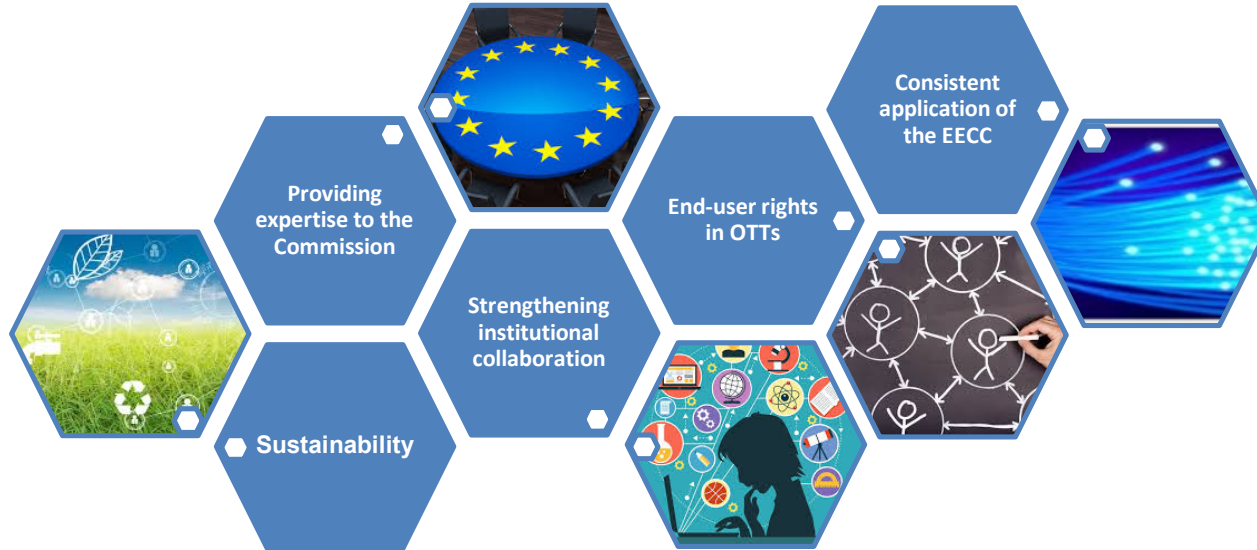 Consistent
application of
the EECC
Providing
expertise to the
Commission
End-user rights
in OTTs
Strengthening
institutional
collaboration
Sustainability